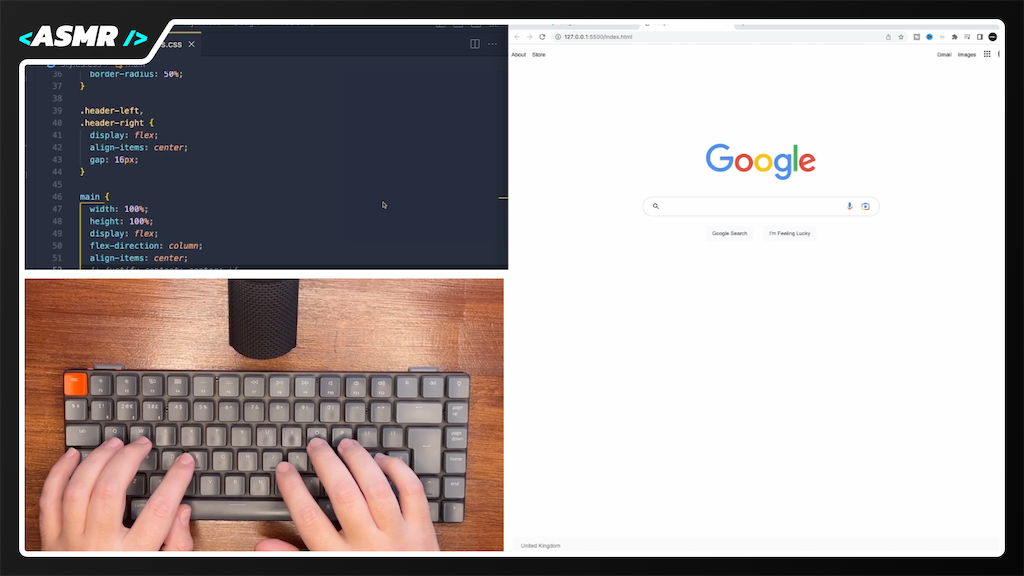 <ASMR />
.css ×
36 border-radius: 50%;
37 }
38
39 .header-left,
40 .header-right {
41 display: flex;
42 align-items: center;
43 gap: 16px;
44 }
45
46 main {
47 width: 100%;
48 height: 100%;
49 display: flex;
50 flex-direction: column;
51 align-items: center;
127.0.0.1:5500/index.html
About Store
Gmail Images
Google
Google Search I'm Feeling Lucky
United Kingdom